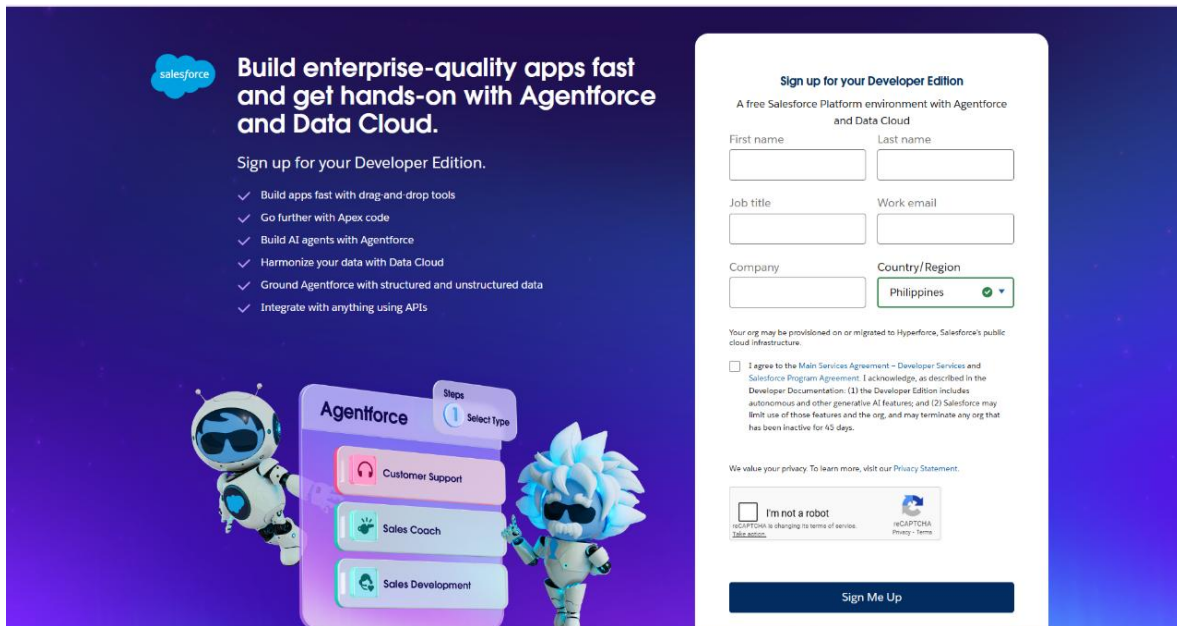 salesforce
Build enterprise-quality apps fast
and get hands-on with Agentforce
and Data Cloud.
Sign up for your Developer Edition.
Build apps fast with drag-and-drop tools
Go further with Apex code
Build AI agents with Agentforce
Harmonize your data with Data Cloud
Ground Agentforce with structured and unstructured data
Integrate with anything using APIs
Agentforce
Steps
1 Select Type
Customer Support
Sales Coach
Sales Development
Sign up for your Developer Edition
A free Salesforce Platform environment with Agentforce
and Data Cloud
First name Last name
Job title Work email
Company Country/Region
Philippines
Your org may be provisioned on or migrated to Hyperforce, Salesforce's public
cloud infrastructure.
I agree to the Main Services Agreement – Developer Services and
Salesforce Program Agreement. I acknowledge, as described in the
Developer Documentation: (1) the Developer Edition includes
autonomous and other generative AI features; and (2) Salesforce may
limit use of those features and the org, and may terminate any org that
has been inactive for 45 days.
We value your privacy. To learn more, visit our Privacy Statement.
I'm not a robot
reCAPTCHA is changing its terms of service.
Take action.
reCAPTCHA
Privacy - Terms
Sign Me Up